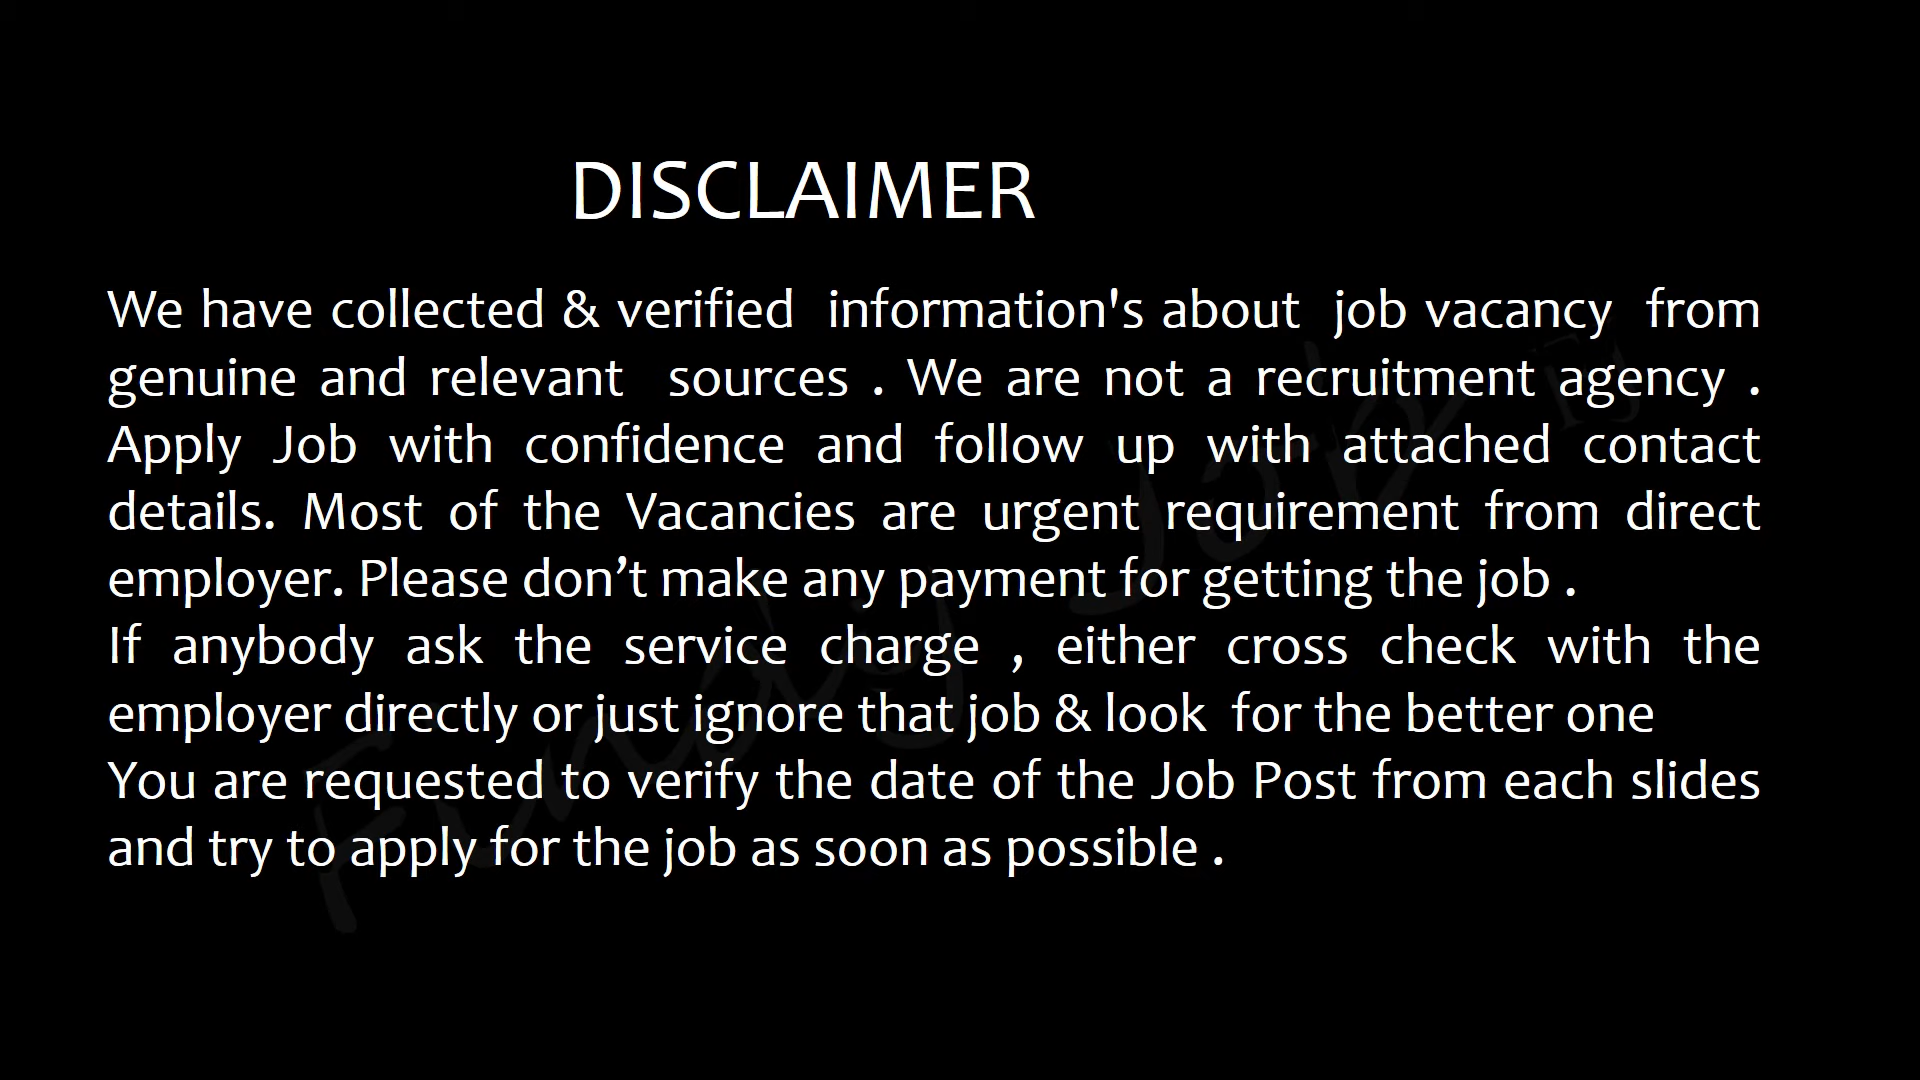 DISCLAIMER
We have collected & verified information's about job vacancy from
genuine and relevant sources . We are not a recruitment agency .
Apply Job with confidence and follow up with attached contact
details. Most of the Vacancies are urgent requirement from direct
employer. Please don’t make any payment for getting the job .
If anybody ask the service charge , either cross check with the
employer directly or just ignore that job & look for the better one
You are requested to verify the date of the Job Post from each slides
and try to apply for the job as soon as possible .